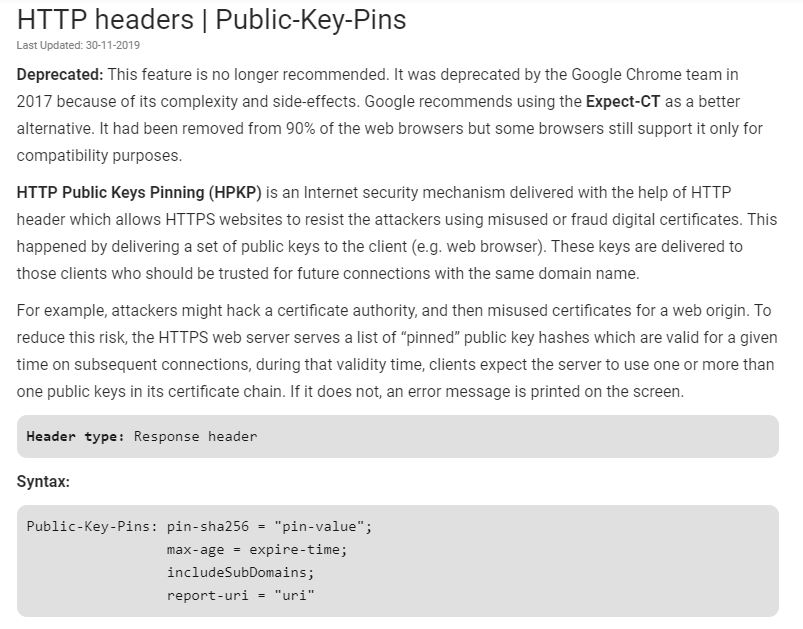 HTTP headers | Public-Key-Pins
Last Updated: 30-11-2019
Deprecated: This feature is no longer recommended. It was deprecated by the Google Chrome team in
2017 because of its complexity and side-effects. Google recommends using the Expect-CT as a better
alternative. It had been removed from 90% of the web browsers but some browsers still support it only for
compatibility purposes.
HTTP Public Keys Pinning (HPKP) is an Internet security mechanism delivered with the help of HTTP
header which allows HTTPS websites to resist the attackers using misused or fraud digital certificates. This
happened by delivering a set of public keys to the client (e.g. web browser). These keys are delivered to
those clients who should be trusted for future connections with the same domain name.
For example, attackers might hack a certificate authority, and then misused certificates for a web origin. To
reduce this risk, the HTTPS web server serves a list of “pinned” public key hashes which are valid for a given
time on subsequent connections, during that validity time, clients expect the server to use one or more than
one public keys in its certificate chain. If it does not, an error message is printed on the screen.
Header type: Response header
Syntax:
Public-Key-Pins: pin-sha256 = "pin-value";
max-age = expire-time;
includeSubDomains;
report-uri = "uri"